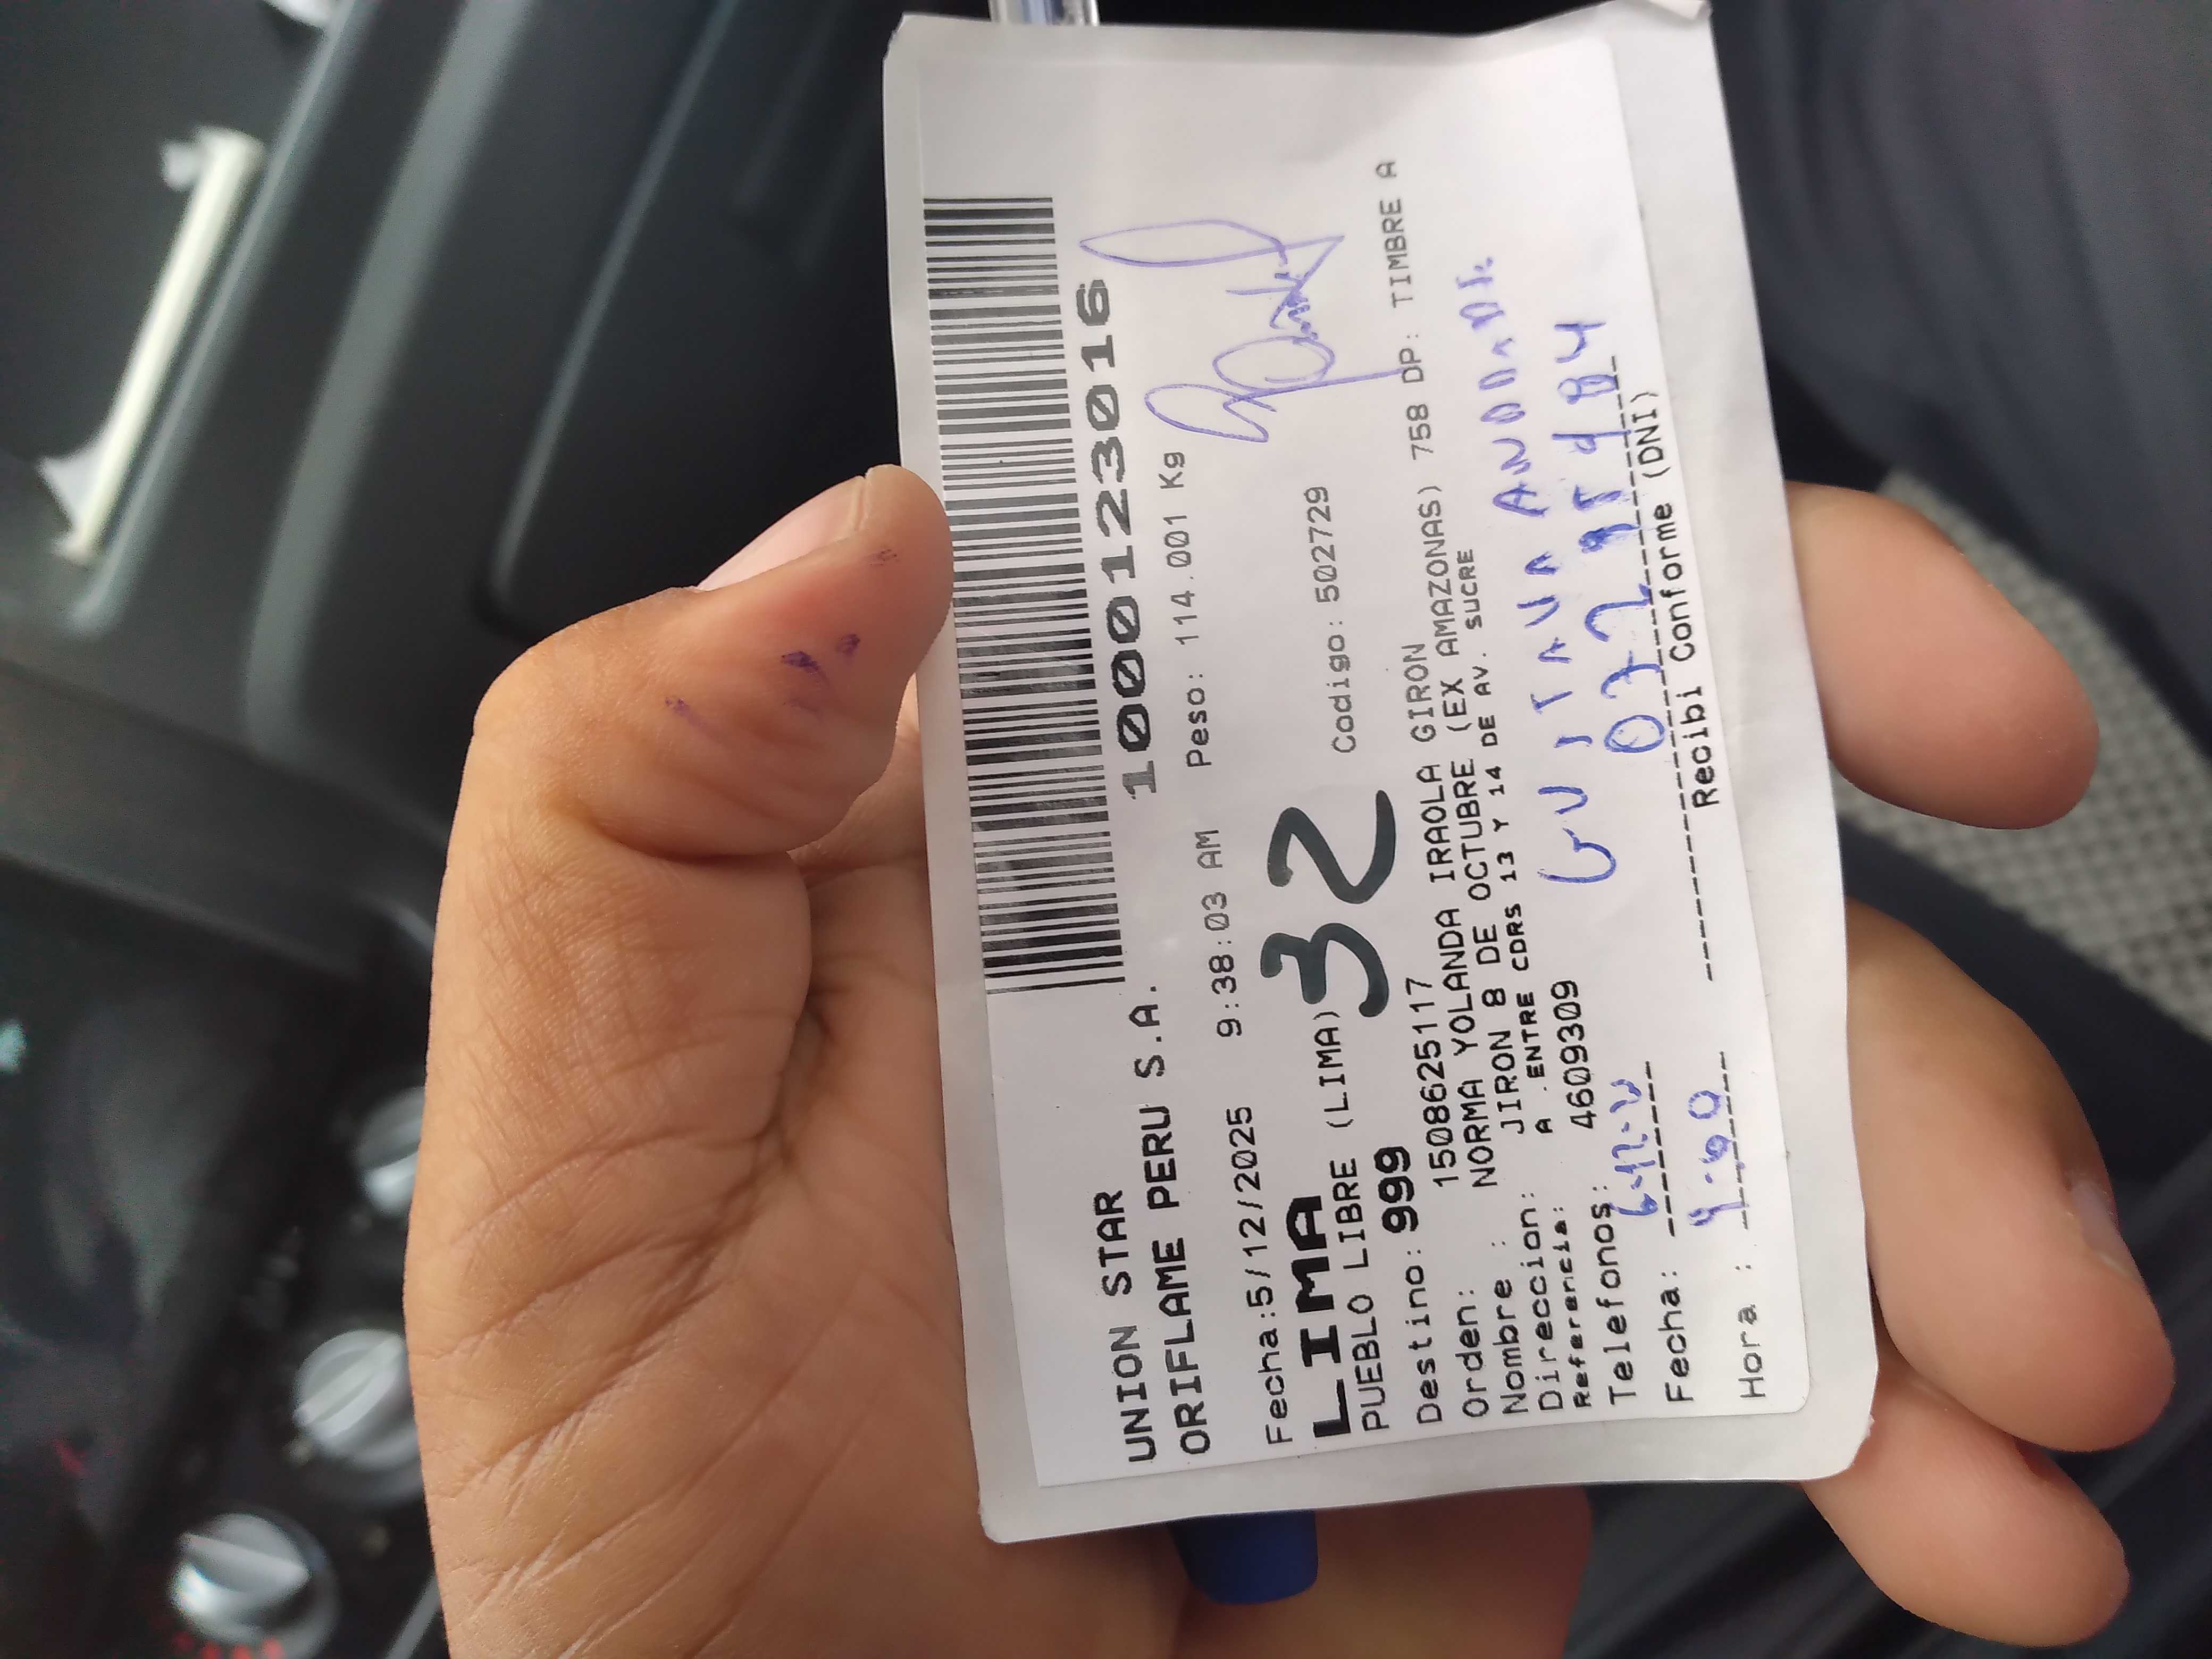 UNION STAR
ORIFLAME PERU S.A.
1000123016
Fecha:5/12/2025 9:38:03 AM Peso: 114.001 Kg
LIMA
PUEBLO LIBRE (LIMA)
32
Destino: 999 Codigo: 502729
Orden: 1508625117
Nombre : NORMA YOLANDA IRAOLA GIRON
Direccion: JIRON 8 DE OCTUBRE (EX AMAZONAS) 758 DP: TIMBRE A
Referencia: A .ENTRE CDRS 13 Y 14 DE AV. SUCRE
Telefonos: 4609309
Fecha:
Hora :
Recibi Conforme (DNI)